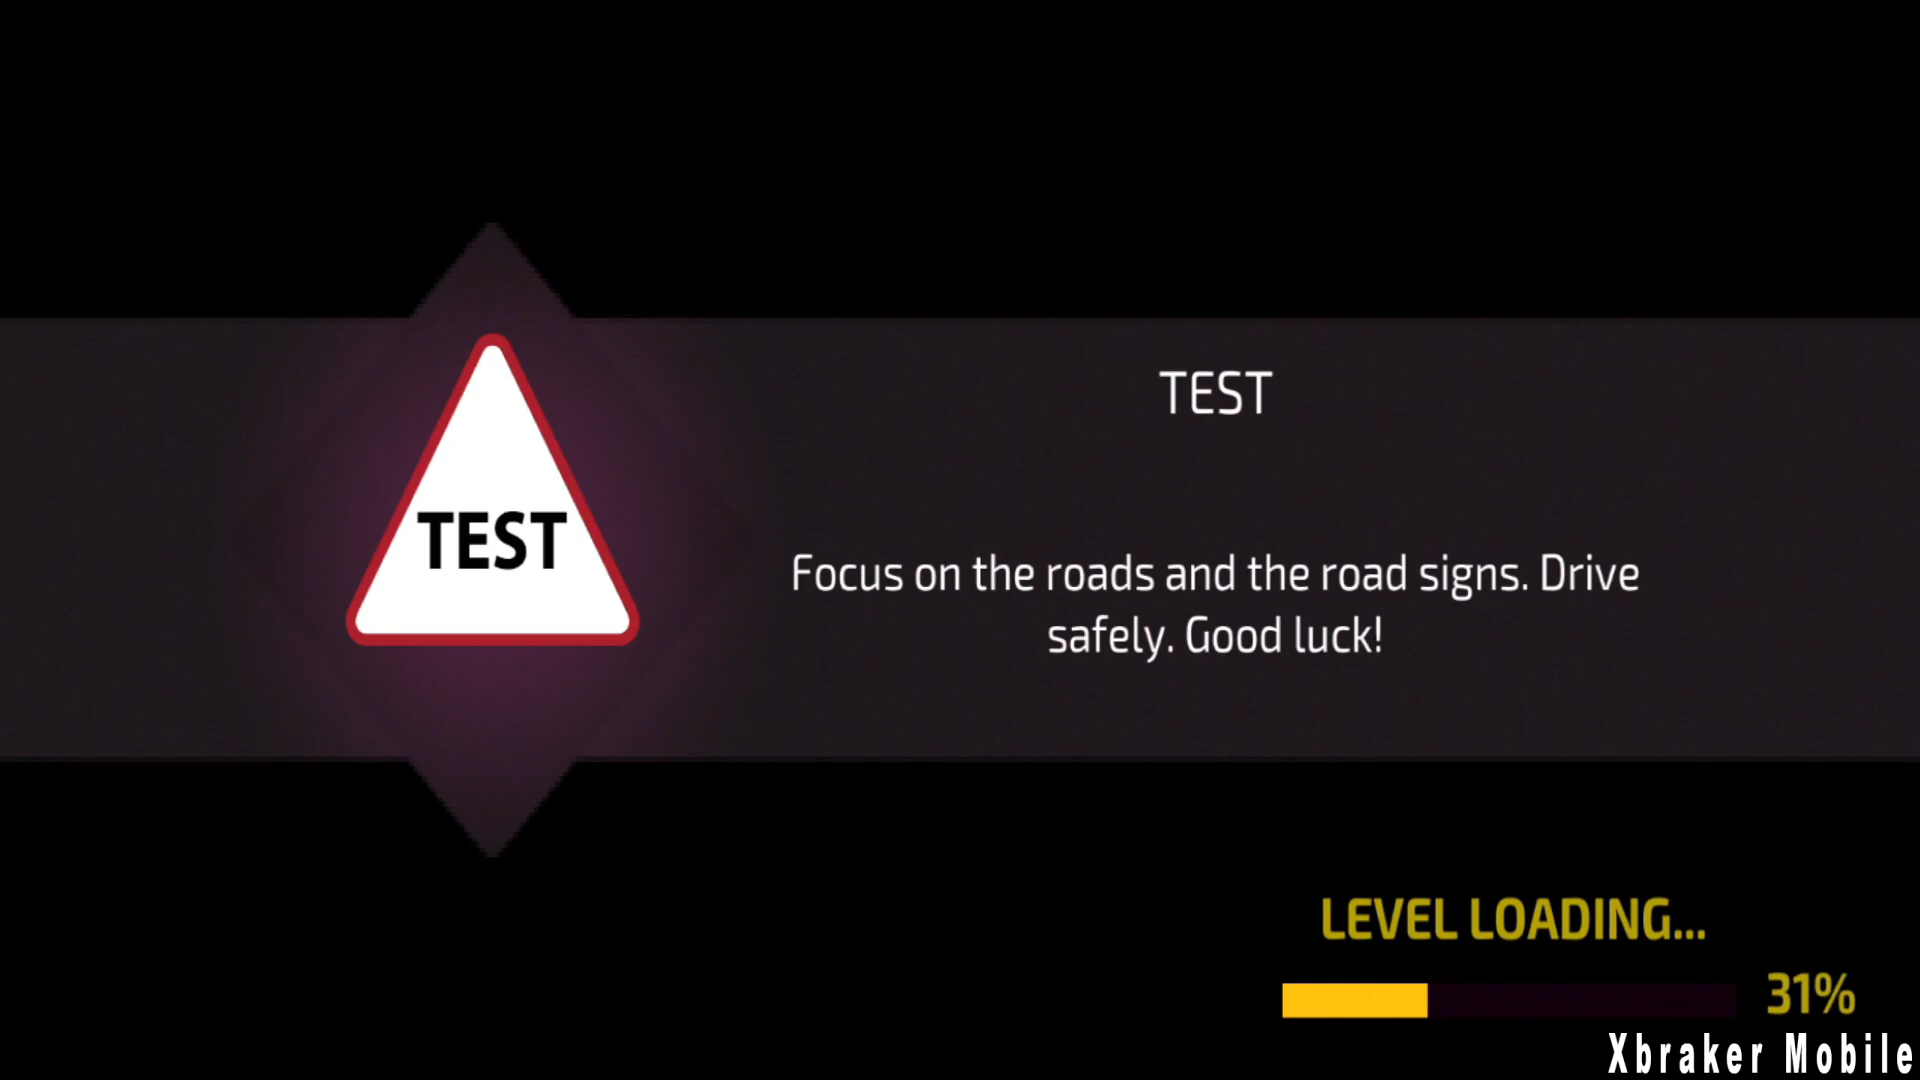 TEST
TEST
Focus on the roads and the road signs. Drive
safely. Good luck!
LEVEL LOADING...
31%
Xbraker Mobile